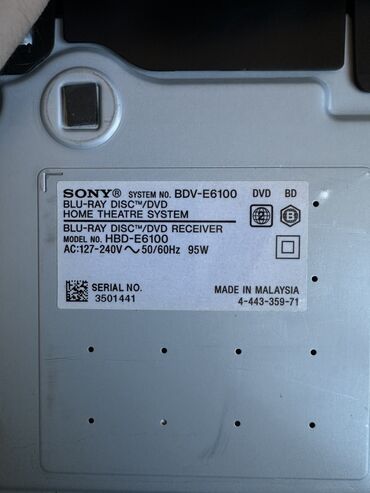 SONY® SYSTEM NO. BDV-E6100 DVD BD
BLU-RAY DISC™/DVD
HOME THEATRE SYSTEM
2 B
BLU-RAY DISC™/DVD RECEIVER
MODEL NO. HBD-E6100
AC:127-240V ∼ 50/60Hz 95W
SERIAL NO. MADE IN MALAYSIA
3501441 4-443-359-71